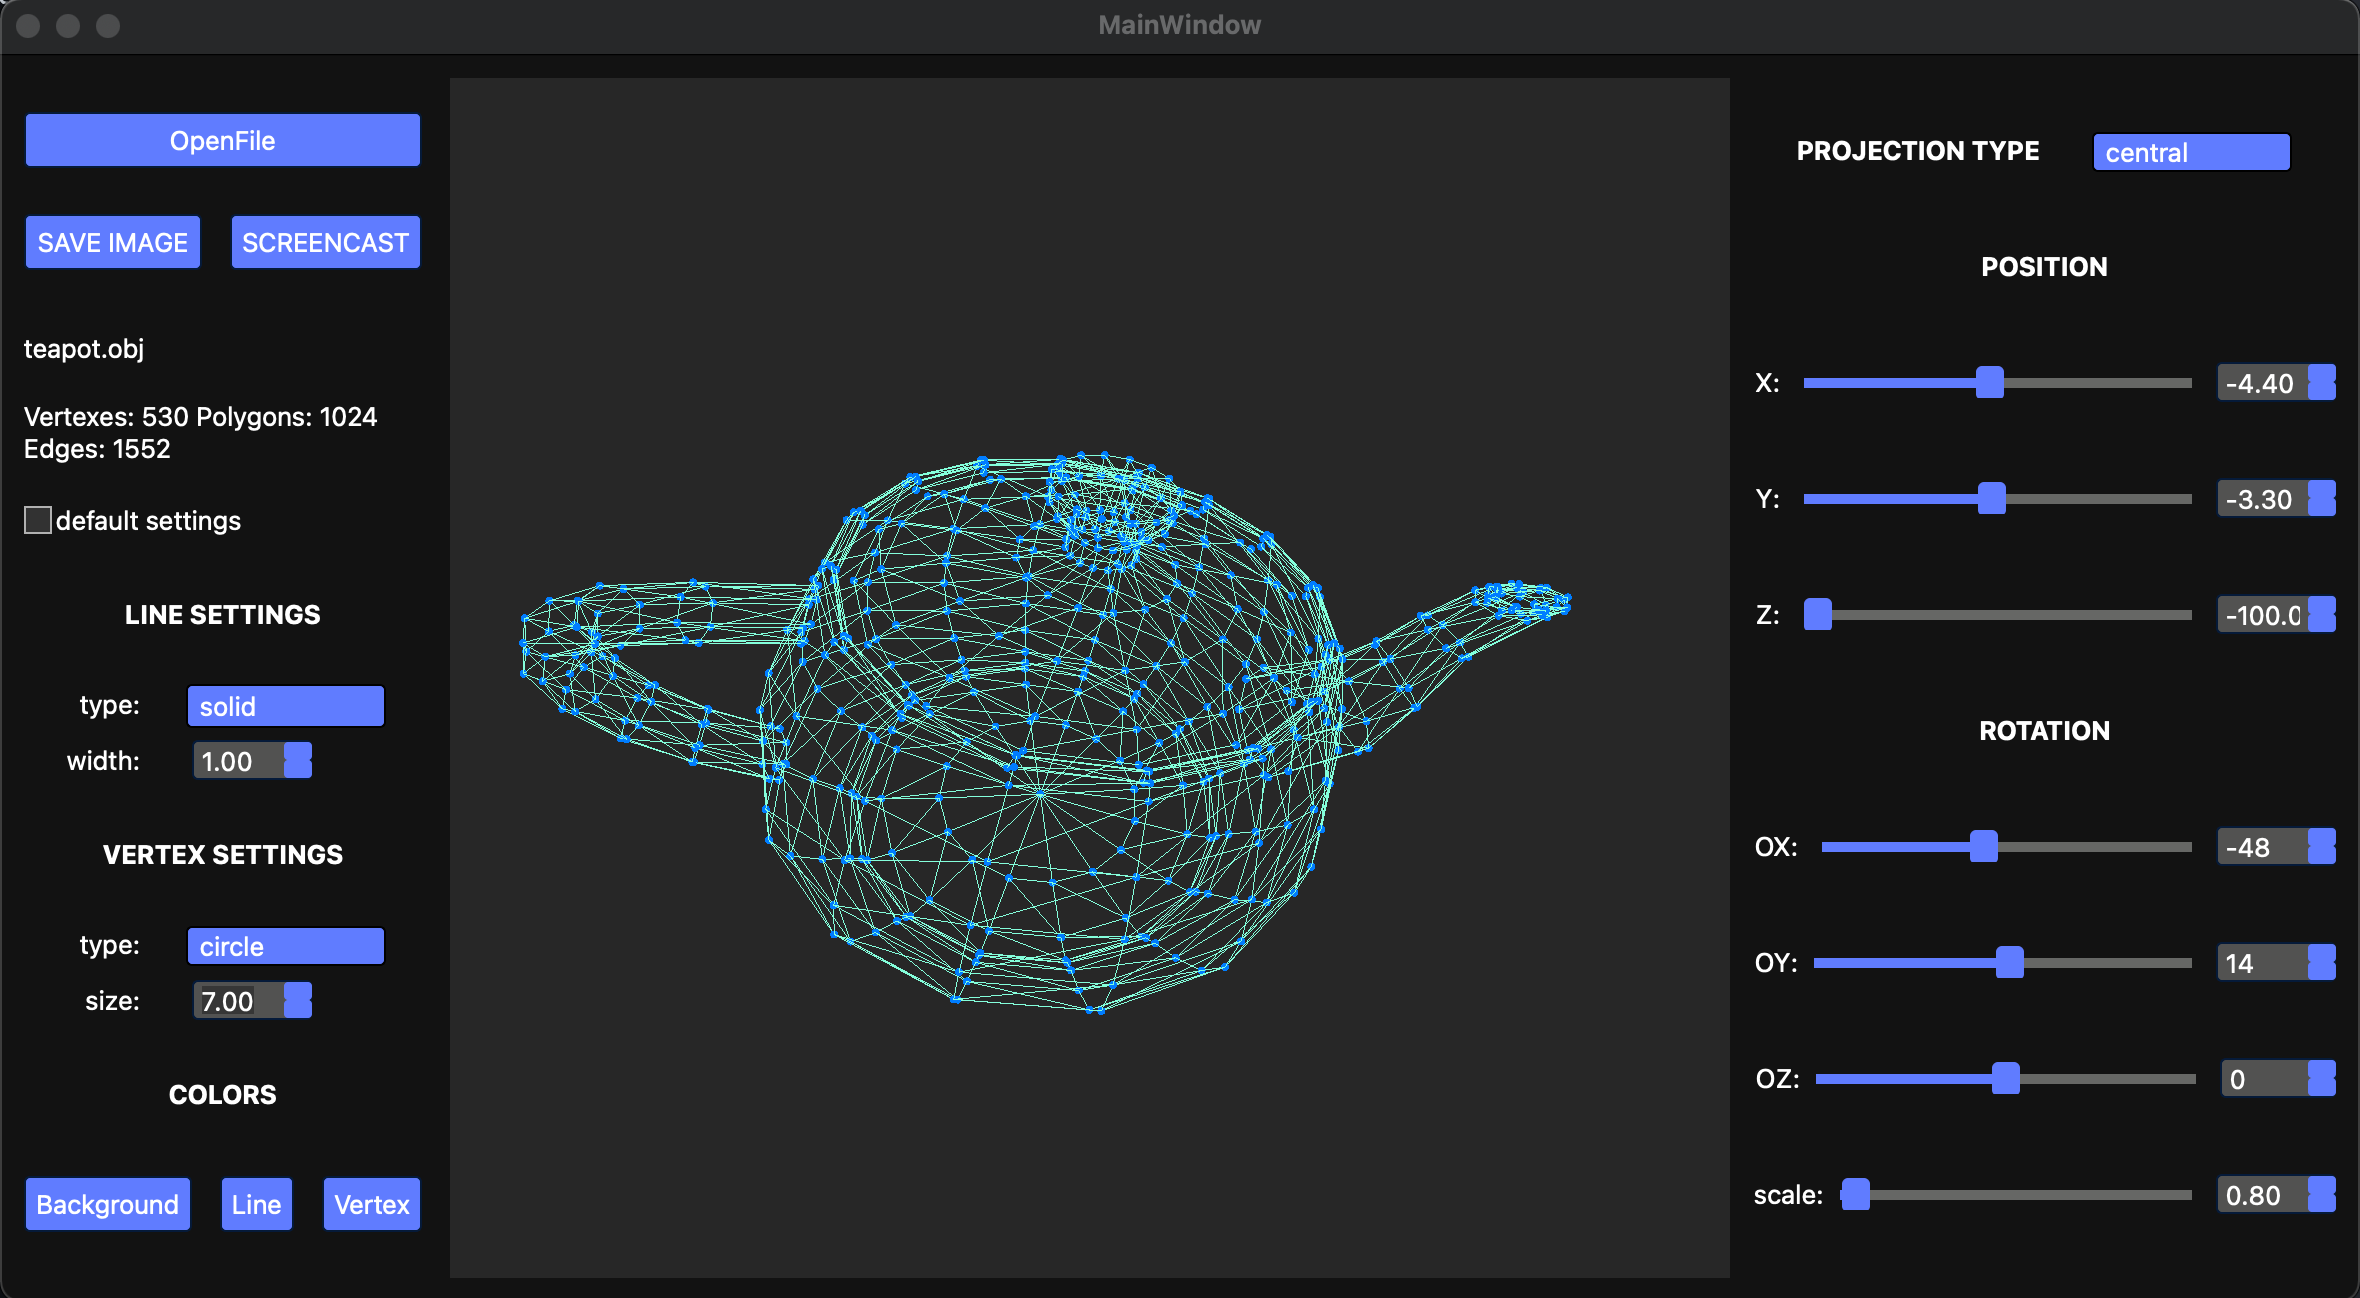 MainWindow
OpenFile
SAVE IMAGE SCREENCAST
teapot.obj
Vertexes: 530 Polygons: 1024
Edges: 1552
default settings
LINE SETTINGS
type: solid
width: 1.00
VERTEX SETTINGS
type: circle
size: 7.00
COLORS
Background Line Vertex
PROJECTION TYPE central
POSITION
X: -4.40
Y: -3.30
Z: -100.0
ROTATION
OX: -48
OY: 14
OZ: 0
scale: 0.80